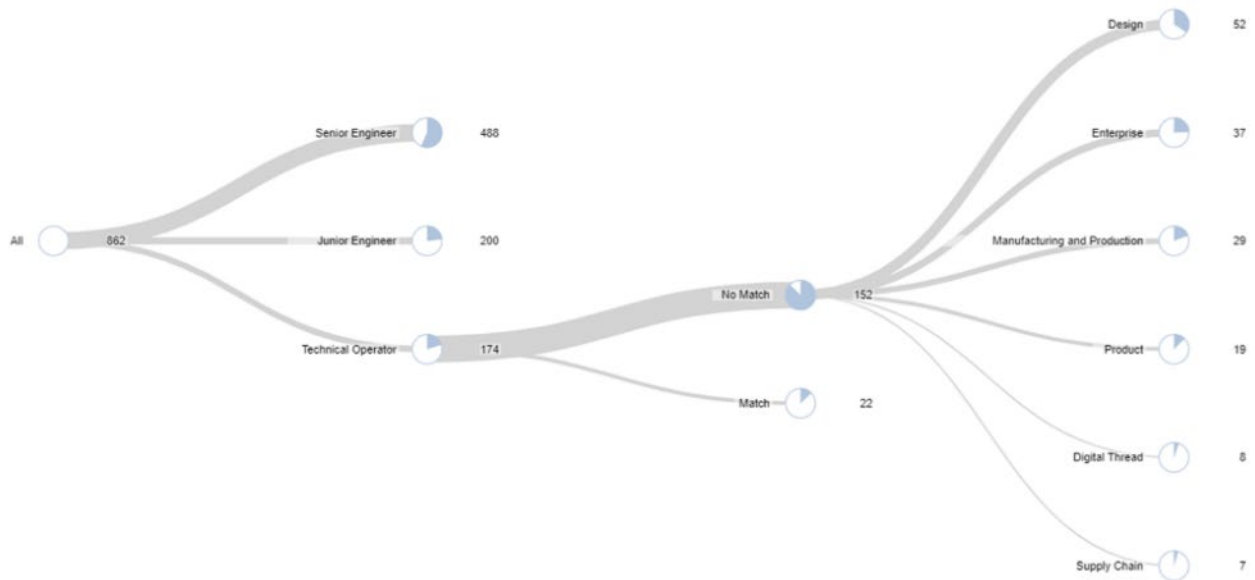 Design 52
Senior Engineer 488
Enterprise 37
All 862
Junior Engineer 200
Manufacturing and Production 29
No Match 152
Technical Operator 174
Product 19
Match 22
Digital Thread 8
Supply Chain 7